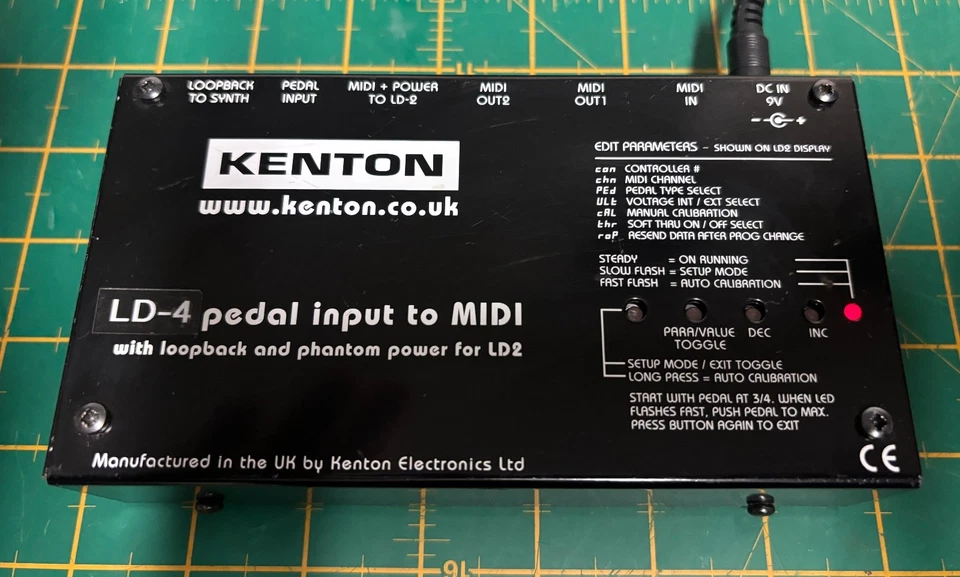 11
LOOPBACK TO SYNTH
PEDAL INPUT
MIDI + POWER TO LD-2
MIDI OUT2
MIDI OUT1
MIDI IN
DC IN 9V
- +
KENTON
www.kenton.co.uk
EDIT PARAMETERS - SHOWN ON LD2 DISPLAY
con CONTROLLER #
chn MIDI CHANNEL
PEd PEDAL TYPE SELECT
ULt VOLTAGE INT / EXT SELECT
cAL MANUAL CALIBRATION
thr SOFT THRU ON / OFF SELECT
roP RESEND DATA AFTER PROG CHANGE
STEADY = ON RUNNING
SLOW FLASH = SETUP MODE
FAST FLASH = AUTO CALIBRATION
LD-4 pedal input to MIDI
with loopback and phantom power for LD2
PARA/VALUE TOGGLE
DEC
INC
SETUP MODE / EXIT TOGGLE
LONG PRESS = AUTO CALIBRATION
START WITH PEDAL AT 3/4. WHEN LED
FLASHES FAST, PUSH PEDAL TO MAX.
PRESS BUTTON AGAIN TO EXIT
Manufactured in the UK by Kenton Electronics Ltd
CE
16